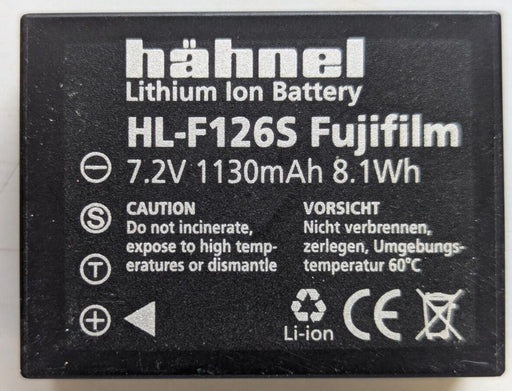 hähnel
Lithium Ion Battery
HL-F126S Fujifilm
7.2V 1130mAh 8.1Wh
S
T
CAUTION
Do not incinerate,
expose to high temp-
eratures or dismantle
VORSICHT
Nicht verbrennen,
zerlegen, Umgebungs-
temperatur 60°C
Li-ion
CE